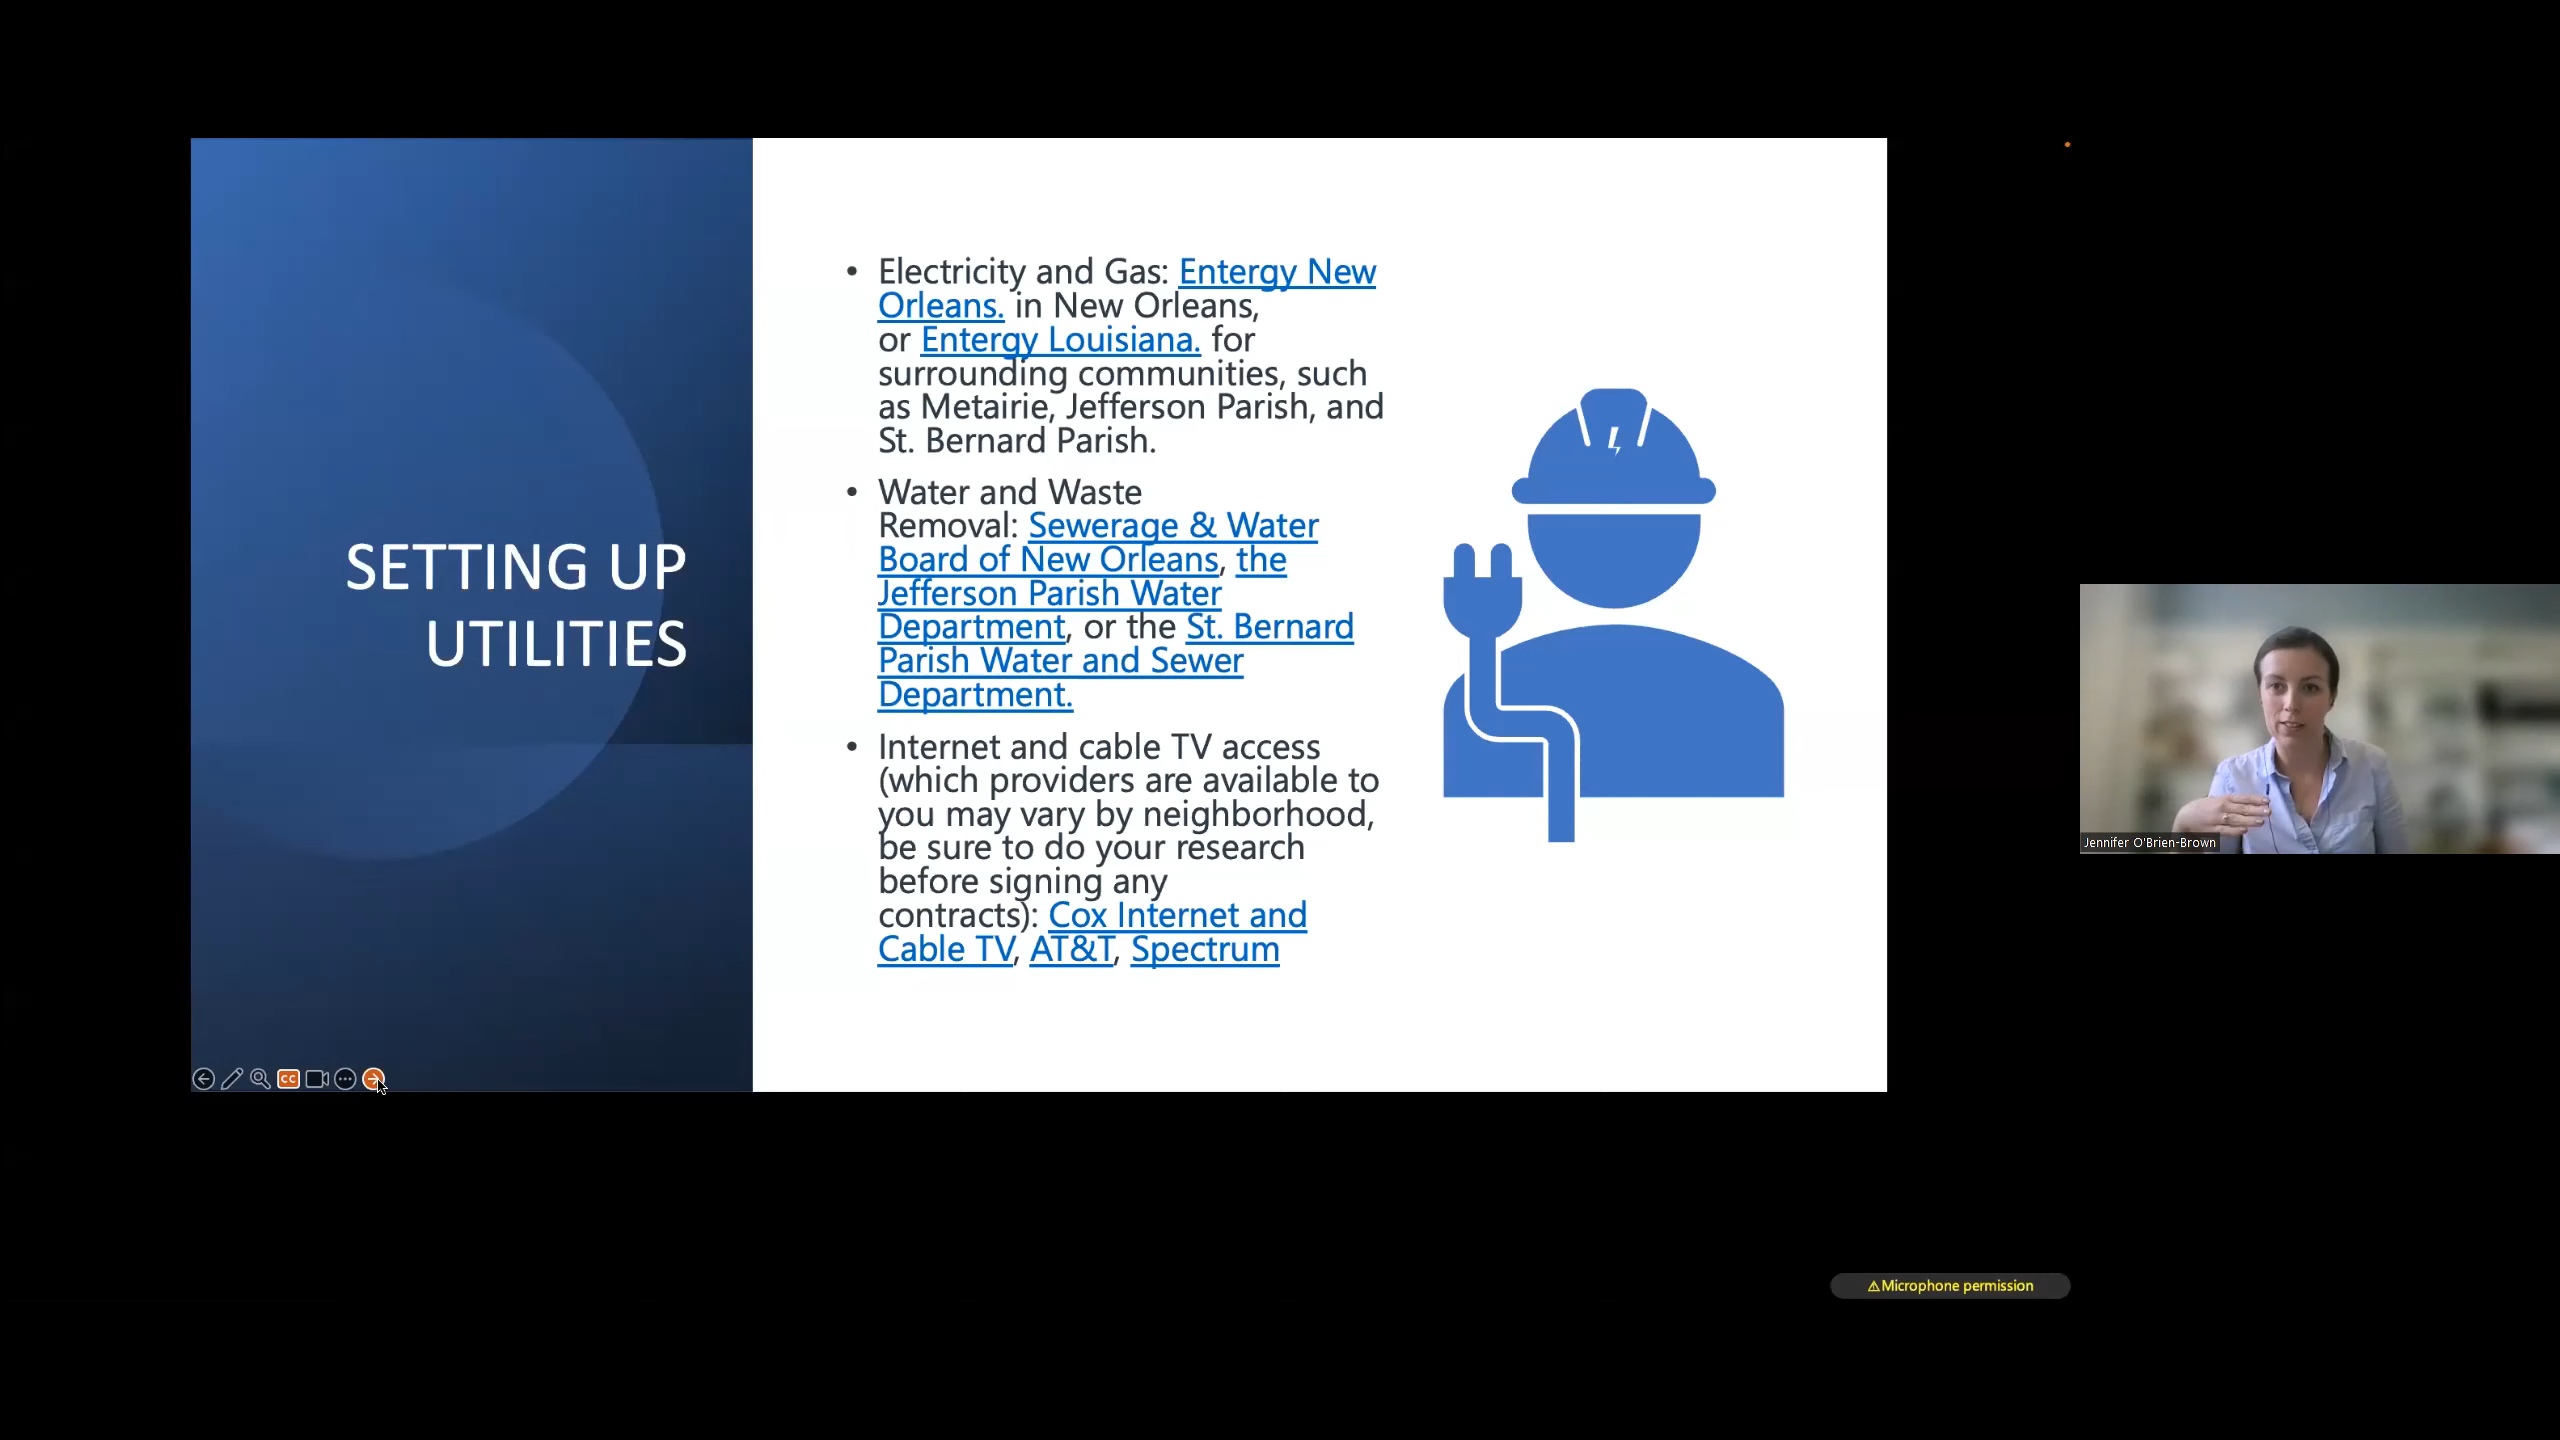 SETTING UP
UTILITIES
• Electricity and Gas: Entergy New
Orleans. in New Orleans,
or Entergy Louisiana. for
surrounding communities, such
as Metairie, Jefferson Parish, and
St. Bernard Parish.
• Water and Waste
Removal: Sewerage & Water
Board of New Orleans, the
Jefferson Parish Water
Department, or the St. Bernard
Parish Water and Sewer
Department.
• Internet and cable TV access
(which providers are available to
you may vary by neighborhood,
be sure to do your research
before signing any
contracts): Cox Internet and
Cable TV, AT&T, Spectrum
CC
Jennifer O'Brien-Brown
⚠Microphone permission